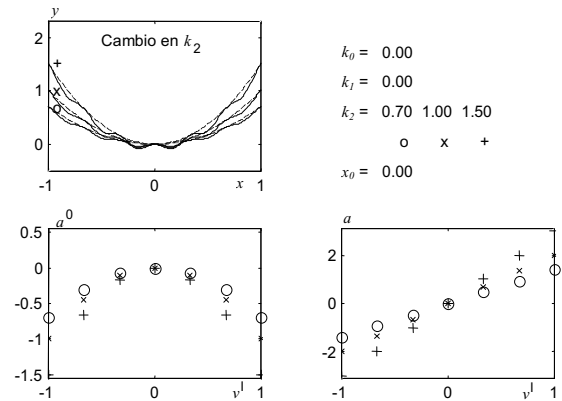 y
2
1
0
Cambio en k2
+
x
o
-1 0 x 1
k0 = 0.00
k1 = 0.00
k2 = 0.70 1.00 1.50
o x +
x0 = 0.00
a0
0.5
0
-0.5
-1
-1.5
-1 0 yl 1
a
2
0
-2
-1 0 yl 1